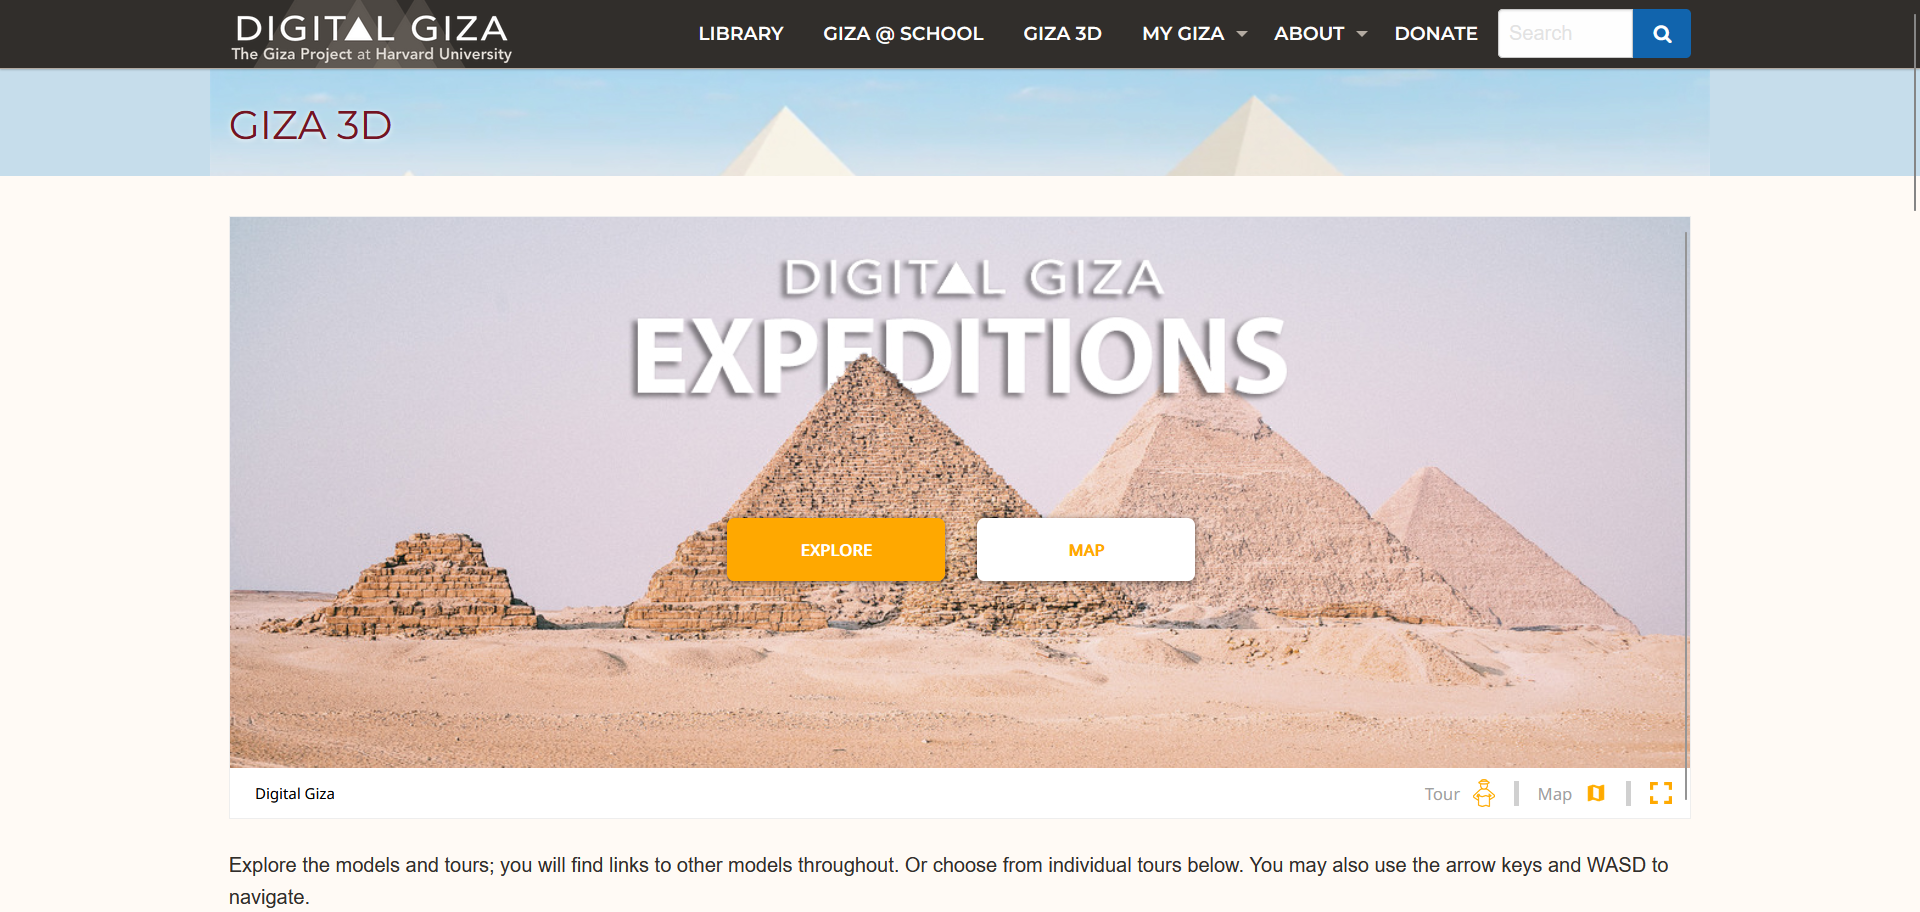 DIGITAL GIZA
The Giza Project at Harvard University
LIBRARY
GIZA @ SCHOOL
GIZA 3D
MY GIZA
ABOUT
DONATE
Search
GIZA 3D
DIGITAL GIZA
EXPEDITIONS
EXPLORE
MAP
Digital Giza
Tour
Map
Explore the models and tours; you will find links to other models throughout. Or choose from individual tours below. You may also use the arrow keys and WASD to
navigate.